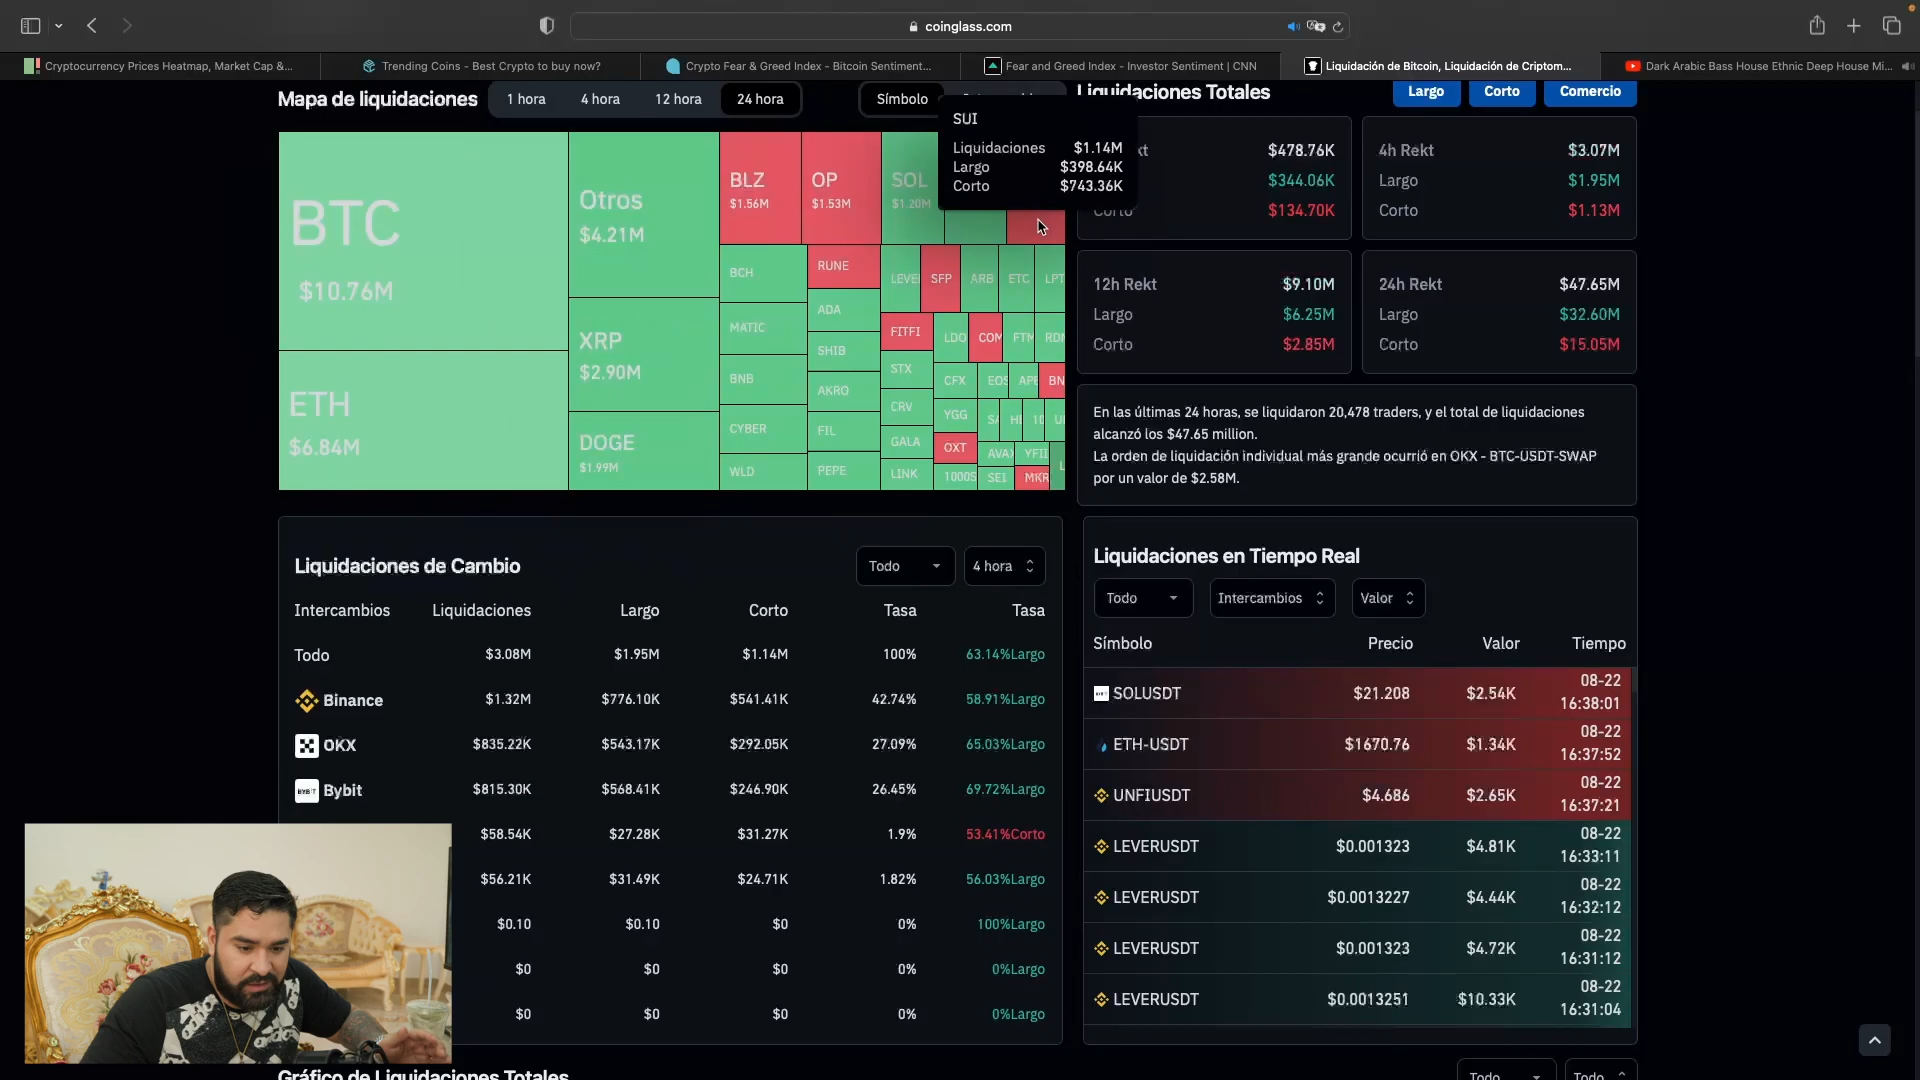 coinglass.com
Cryptocurrency Prices Heatmap, Market Cap &...
Trending Coins - Best Crypto to buy now?
Crypto Fear & Greed Index - Bitcoin Sentiment...
Fear and Greed Index - Investor Sentiment | CNN
Liquidación de Bitcoin, Liquidación de Criptom...
Dark Arabic Bass House Ethnic Deep House Mi...
Mapa de liquidaciones
1 hora
4 hora
12 hora
24 hora
Símbolo
SUI
Liquidaciones $1.14M
Largo $398.64K
Corto $743.36K
BTC
$10.76M
ETH
$6.84M
Otros
$4.21M
XRP
$2.90M
DOGE
$1.99M
BLZ
$1.56M
OP
$1.53M
SOL
$1.20M
BCH
MATIC
BNB
CYBER
WLD
RUNE
ADA
SHIB
AKRO
FIL
PEPE
LEVE
SFP
ARB
ETC
LPT
FITFI
LDO
COM
FTM
RDN
STX
CRV
GALA
LINK
CFX
EOS
APE
BN
YGG
OXT
1000S
AVAX
YFII
SEI
MKR
Liquidaciones Totales
Largo
Corto
Comercio
$478.76K
$344.06K
Corto $134.70K
4h Rekt $3.07M
Largo $1.95M
Corto $1.13M
12h Rekt $9.10M
Largo $6.25M
Corto $2.85M
24h Rekt $47.65M
Largo $32.60M
Corto $15.05M
En las últimas 24 horas, se liquidaron 20,478 traders, y el total de liquidaciones
alcanzó los $47.65 million.
La orden de liquidación individual más grande ocurrió en OKX - BTC-USDT-SWAP
por un valor de $2.58M.
Liquidaciones de Cambio
Todo
4 hora
Intercambios Liquidaciones Largo Corto Tasa Tasa
Todo $3.08M $1.95M $1.14M 100% 63.14%Largo
Binance $1.32M $776.10K $541.41K 42.74% 58.91%Largo
OKX $835.22K $543.17K $292.05K 27.09% 65.03%Largo
Bybit $815.30K $568.41K $246.90K 26.45% 69.72%Largo
$58.54K $27.28K $31.27K 1.9% 53.41%Corto
$56.21K $31.49K $24.71K 1.82% 56.03%Largo
$0.10 $0.10 $0 0% 100%Largo
$0 $0 $0 0% 0%Largo
$0 $0 $0 0% 0%Largo
Liquidaciones en Tiempo Real
Todo
Intercambios
Valor
Símbolo Precio Valor Tiempo
SOLUSDT $21.208 $2.54K 08-22 16:38:01
ETH-USDT $1670.76 $1.34K 08-22 16:37:52
UNFIUSDT $4.686 $2.65K 08-22 16:37:21
LEVERUSDT $0.001323 $4.81K 08-22 16:33:11
LEVERUSDT $0.0013227 $4.44K 08-22 16:32:12
LEVERUSDT $0.001323 $4.72K 08-22 16:31:12
LEVERUSDT $0.0013251 $10.33K 08-22 16:31:04
Gráfico de Liquidaciones Totales
Todo
Todo